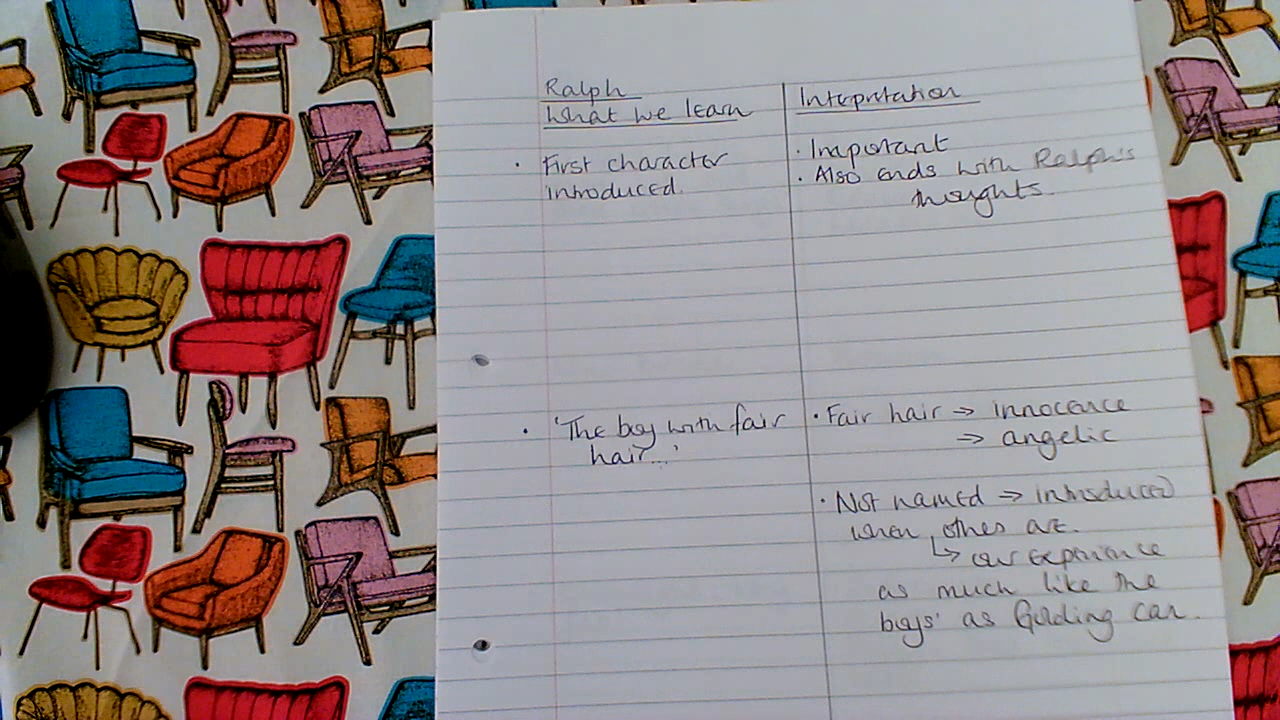 Ralph
What we learn
· First character
introduced.
· 'The boy with fair
hair...'
Interpretation
· Important
· Also ends with Ralph's
thoughts.
· Fair hair → innocence
→ angelic
· Not named → introduced
when others are.
↳ our experience
as much like the
boys' as Golding can.